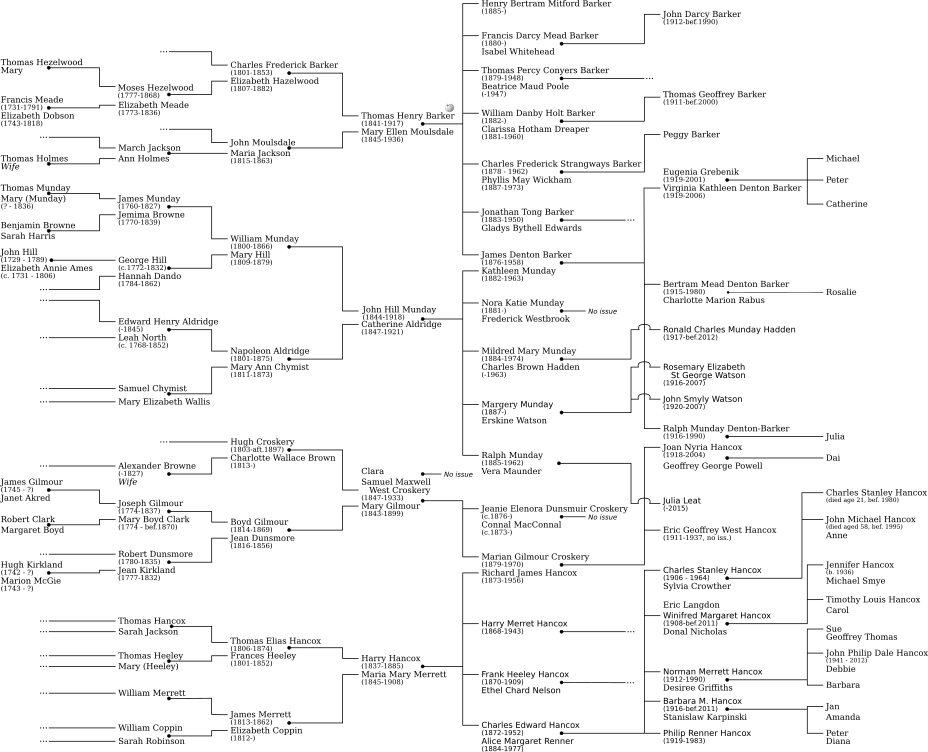 Thomas Hezelwood
Mary
Francis Meade
(1731-1791)
Elizabeth Dobson
(1743-1818)
...
Thomas Holmes
Wife
Thomas Munday
Mary (Munday)
(? - 1836)
Benjamin Browne
Sarah Harris
John Hill
(1729 - 1789)
Elizabeth Annie Ames
(c. 1731 - 1806)
...
...
...
...
...
...
James Gilmour
(1745 - ?)
Janet Akred
Robert Clark
Margaret Boyd
...
Hugh Kirkland
(1742 - ?)
Marion McGie
(1743 - ?)
...
...
...
...
...
...
...
...
...
Moses Hezelwood
(1777-1868)
Elizabeth Meade
(1773-1836)
...
March Jackson
Ann Holmes
James Munday
(1760-1827)
Jemima Browne
(1770-1839)
George Hill
(c.1772-1832)
Hannah Dando
(1784-1862)
Edward Henry Aldridge
(-1845)
Leah North
(c. 1768-1852)
Samuel Chymist
Mary Elizabeth Wallis
...
Alexander Browne
(-1827)
Wife
Joseph Gilmour
(1774-1837)
Mary Boyd Clark
(1774 - bef.1870)
Robert Dunsmore
(1780-1835)
Jean Kirkland
(1777-1832)
Thomas Hancox
Sarah Jackson
Thomas Heeley
Mary (Heeley)
William Merrett
William Coppin
Sarah Robinson
Charles Frederick Barker
(1801-1853)
Elizabeth Hazelwood
(1807-1882)
John Moulsdale
Maria Jackson
(1815-1863)
William Munday
(1800-1866)
Mary Hill
(1809-1879)
Napoleon Aldridge
(1801-1875)
Mary Ann Chymist
(1811-1873)
Hugh Croskery
(1803-aft.1897)
Charlotte Wallace Brown
(1813-)
Boyd Gilmour
(1814-1869)
Jean Dunsmore
(1816-1856)
Thomas Elias Hancox
(1806-1874)
Frances Heeley
(1801-1852)
James Merrett
(1813-1862)
Elizabeth Coppin
(1812-)
Thomas Henry Barker
(1841-1917)
Mary Ellen Moulsdale
(1845-1936)
John Hill Munday
(1844-1918)
Catherine Aldridge
(1847-1921)
Clara
No issue
Samuel Maxwell
West Croskery
(1847-1933)
Mary Gilmour
(1843-1899)
Harry Hancox
(1837-1885)
Maria Mary Merrett
(1845-1908)
Henry Bertram Mitford Barker
(1885-)
Francis Darcy Mead Barker
(1880-)
Isabel Whitehead
Thomas Percy Conyers Barker
(1879-1948)
...
Beatrice Maud Poole
(-1947)
William Danby Holt Barker
(1882-)
Clarissa Hotham Dreaper
(1881-1960)
Charles Frederick Strangways Barker
(1878 - 1962)
Phyllis May Wickham
(1887-1973)
Jonathan Tong Barker
(1883-1950)
...
Gladys Bythell Edwards
James Denton Barker
(1876-1958)
Kathleen Munday
(1882-1963)
Nora Katie Munday
(1881-)
No issue
Frederick Westbrook
Mildred Mary Munday
(1884-1974)
Charles Brown Hadden
(-1963)
Margery Munday
(1887-)
Erskine Watson
Ralph Munday
(1885-1962)
Vera Maunder
Jeanie Elenora Dunsmuir Croskery
(1876-)
No issue
Connal MacConnal
(c.1873-)
Marian Gilmour Croskery
(1879-1970)
Richard James Hancox
(1873-1956)
Harry Merret Hancox
(1868-1943)
...
Frank Heeley Hancox
(1870-1909)
...
Ethel Chard Nelson
Charles Edward Hancox
(1872-1952)
Alice Margaret Renner
(1884-1977)
John Darcy Barker
(1912-bef.1990)
Thomas Geoffrey Barker
(1911-bef.2000)
Peggy Barker
Eugenia Grebenik
(1919-2001)
Virginia Kathleen Denton Barker
(1919-2006)
Bertram Mead Denton Barker
(1915-1980)
Charlotte Marion Rabus
Ronald Charles Munday Hadden
(1917-bef.2012)
Rosemary Elizabeth
St George Watson
(1916-2007)
John Smyly Watson
(1920-2007)
Ralph Munday Denton-Barker
(1916-1990)
Joan Nyria Hancox
(1918-2004)
Geoffrey George Powell
Julia Leat
(-2015)
Eric Geoffrey West Hancox
(1911-1937, no iss.)
Charles Stanley Hancox
(1906 - 1964)
Sylvia Crowther
Eric Langdon
Winifred Margaret Hancox
(1908-bef.2011)
Donal Nicholas
Norman Merrett Hancox
(1912-1990)
Desiree Griffiths
Barbara M. Hancox
(1916-bef.2011)
Stanislaw Karpinski
Philip Renner Hancox
(1919-1983)
Michael
Peter
Catherine
Rosalie
Julia
Dai
Charles Stanley Hancox
(died age 21, bef. 1980)
John Michael Hancox
(died aged 58, bef. 1995)
Anne
Jennifer Hancox
(b. 1936)
Michael Smye
Timothy Louis Hancox
Carol
Sue
Geoffrey Thomas
John Philip Dale Hancox
(1941 - 2012)
Debbie
Barbara
Jan
Amanda
Peter
Diana